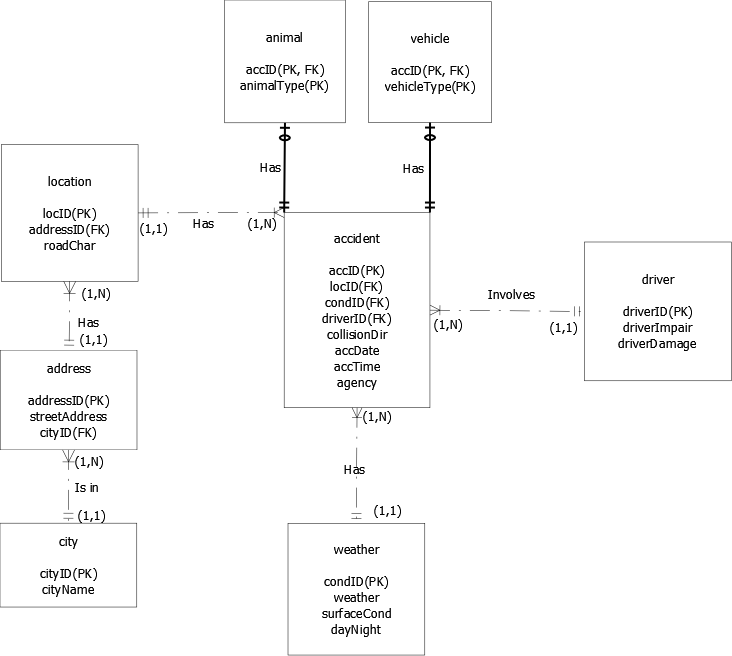 animal
accID(PK, FK)
animalType(PK)
vehicle
accID(PK, FK)
vehicleType(PK)
Has
Has
location
locID(PK)
addressID(FK)
roadChar
(1,1)
Has
(1,N)
accident
accID(PK)
locID(FK)
condID(FK)
driverID(FK)
collisionDir
accDate
accTime
agency
Involves
(1,N)
(1,1)
driver
driverID(PK)
driverImpair
driverDamage
(1,N)
Has
(1,1)
address
addressID(PK)
streetAddress
cityID(FK)
(1,N)
Is in
(1,1)
city
cityID(PK)
cityName
(1,N)
Has
(1,1)
weather
condID(PK)
weather
surfaceCond
dayNight